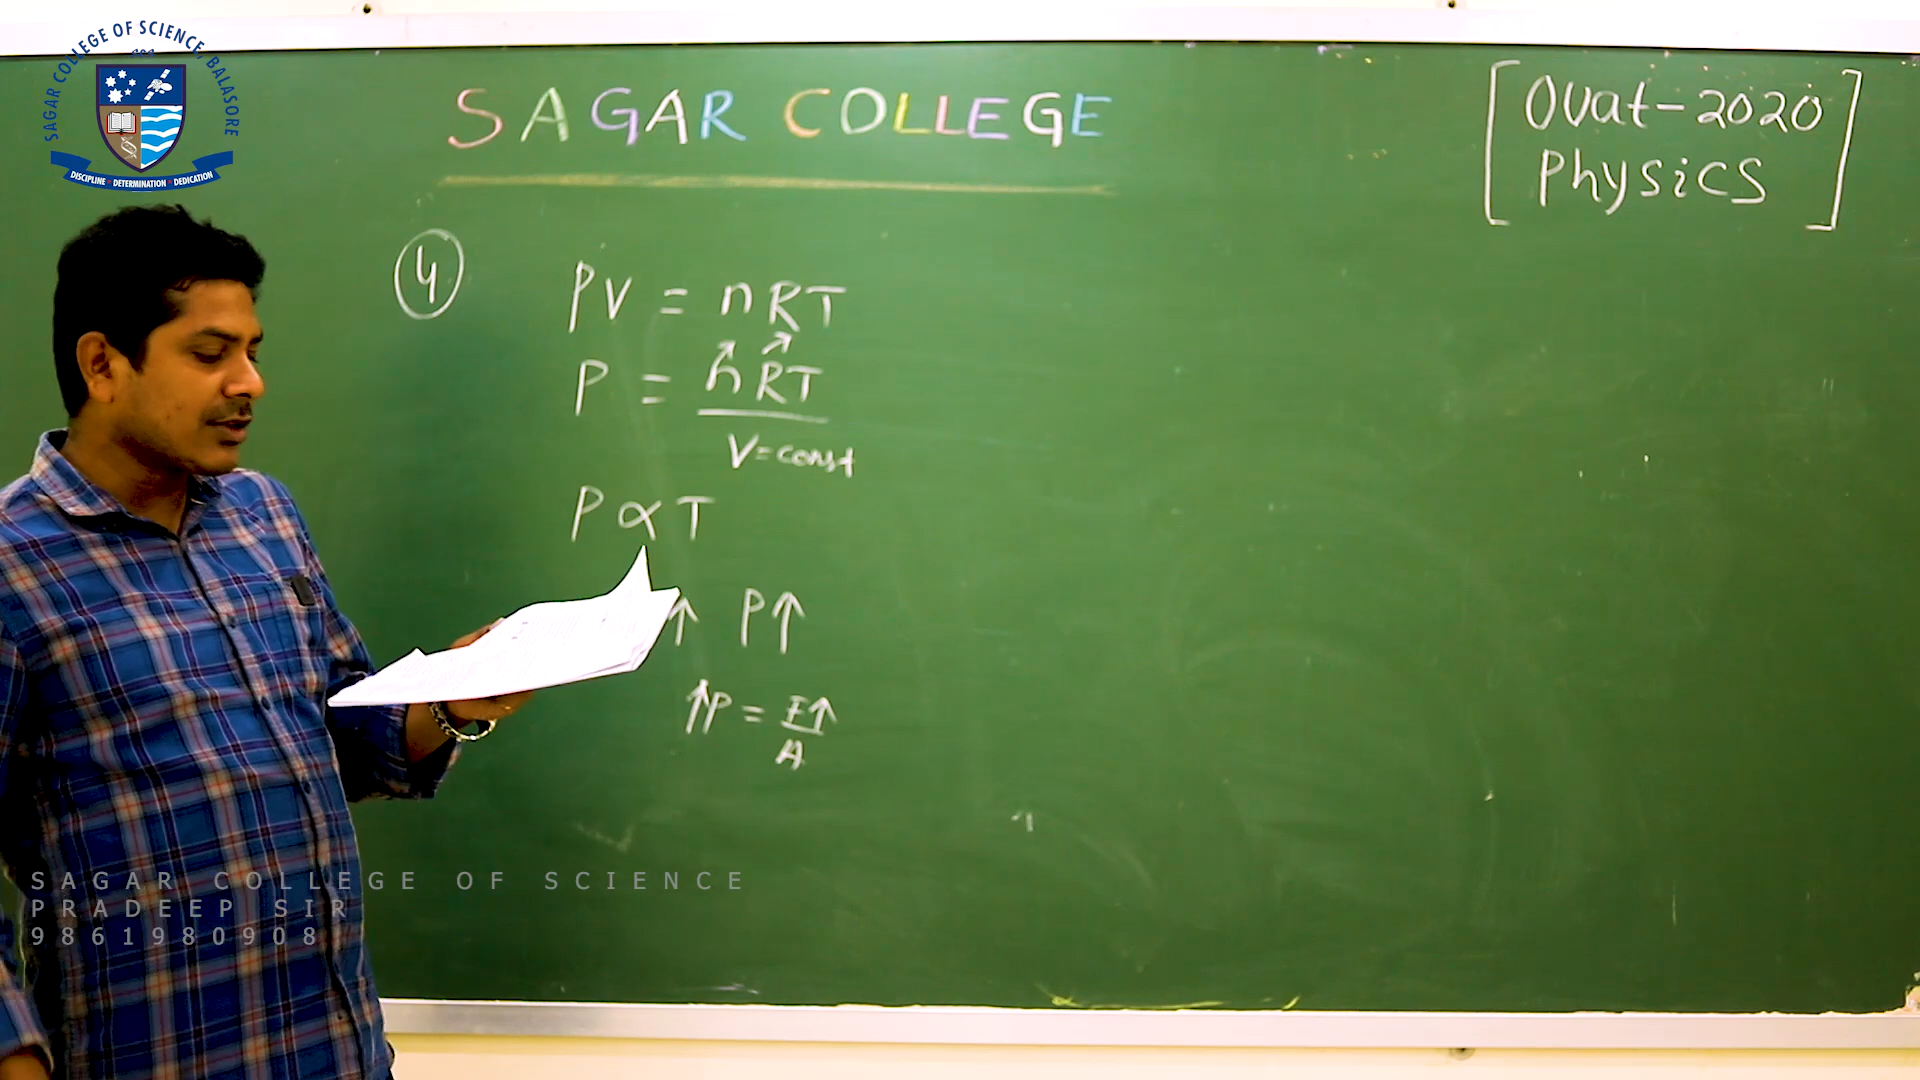 SAGAR COLLEGE OF SCIENCE, BALASORE
DISCIPLINE • DETERMINATION • DEDICATION
SAGAR COLLEGE
Ouat-2020
Physics
4
PV = nRT
P = nRT
V=const
P ∝ T
↑ P↑
↑P = F↑
A
SAGAR COLLEGE OF SCIENCE
PRADEEP SIR
9861980908